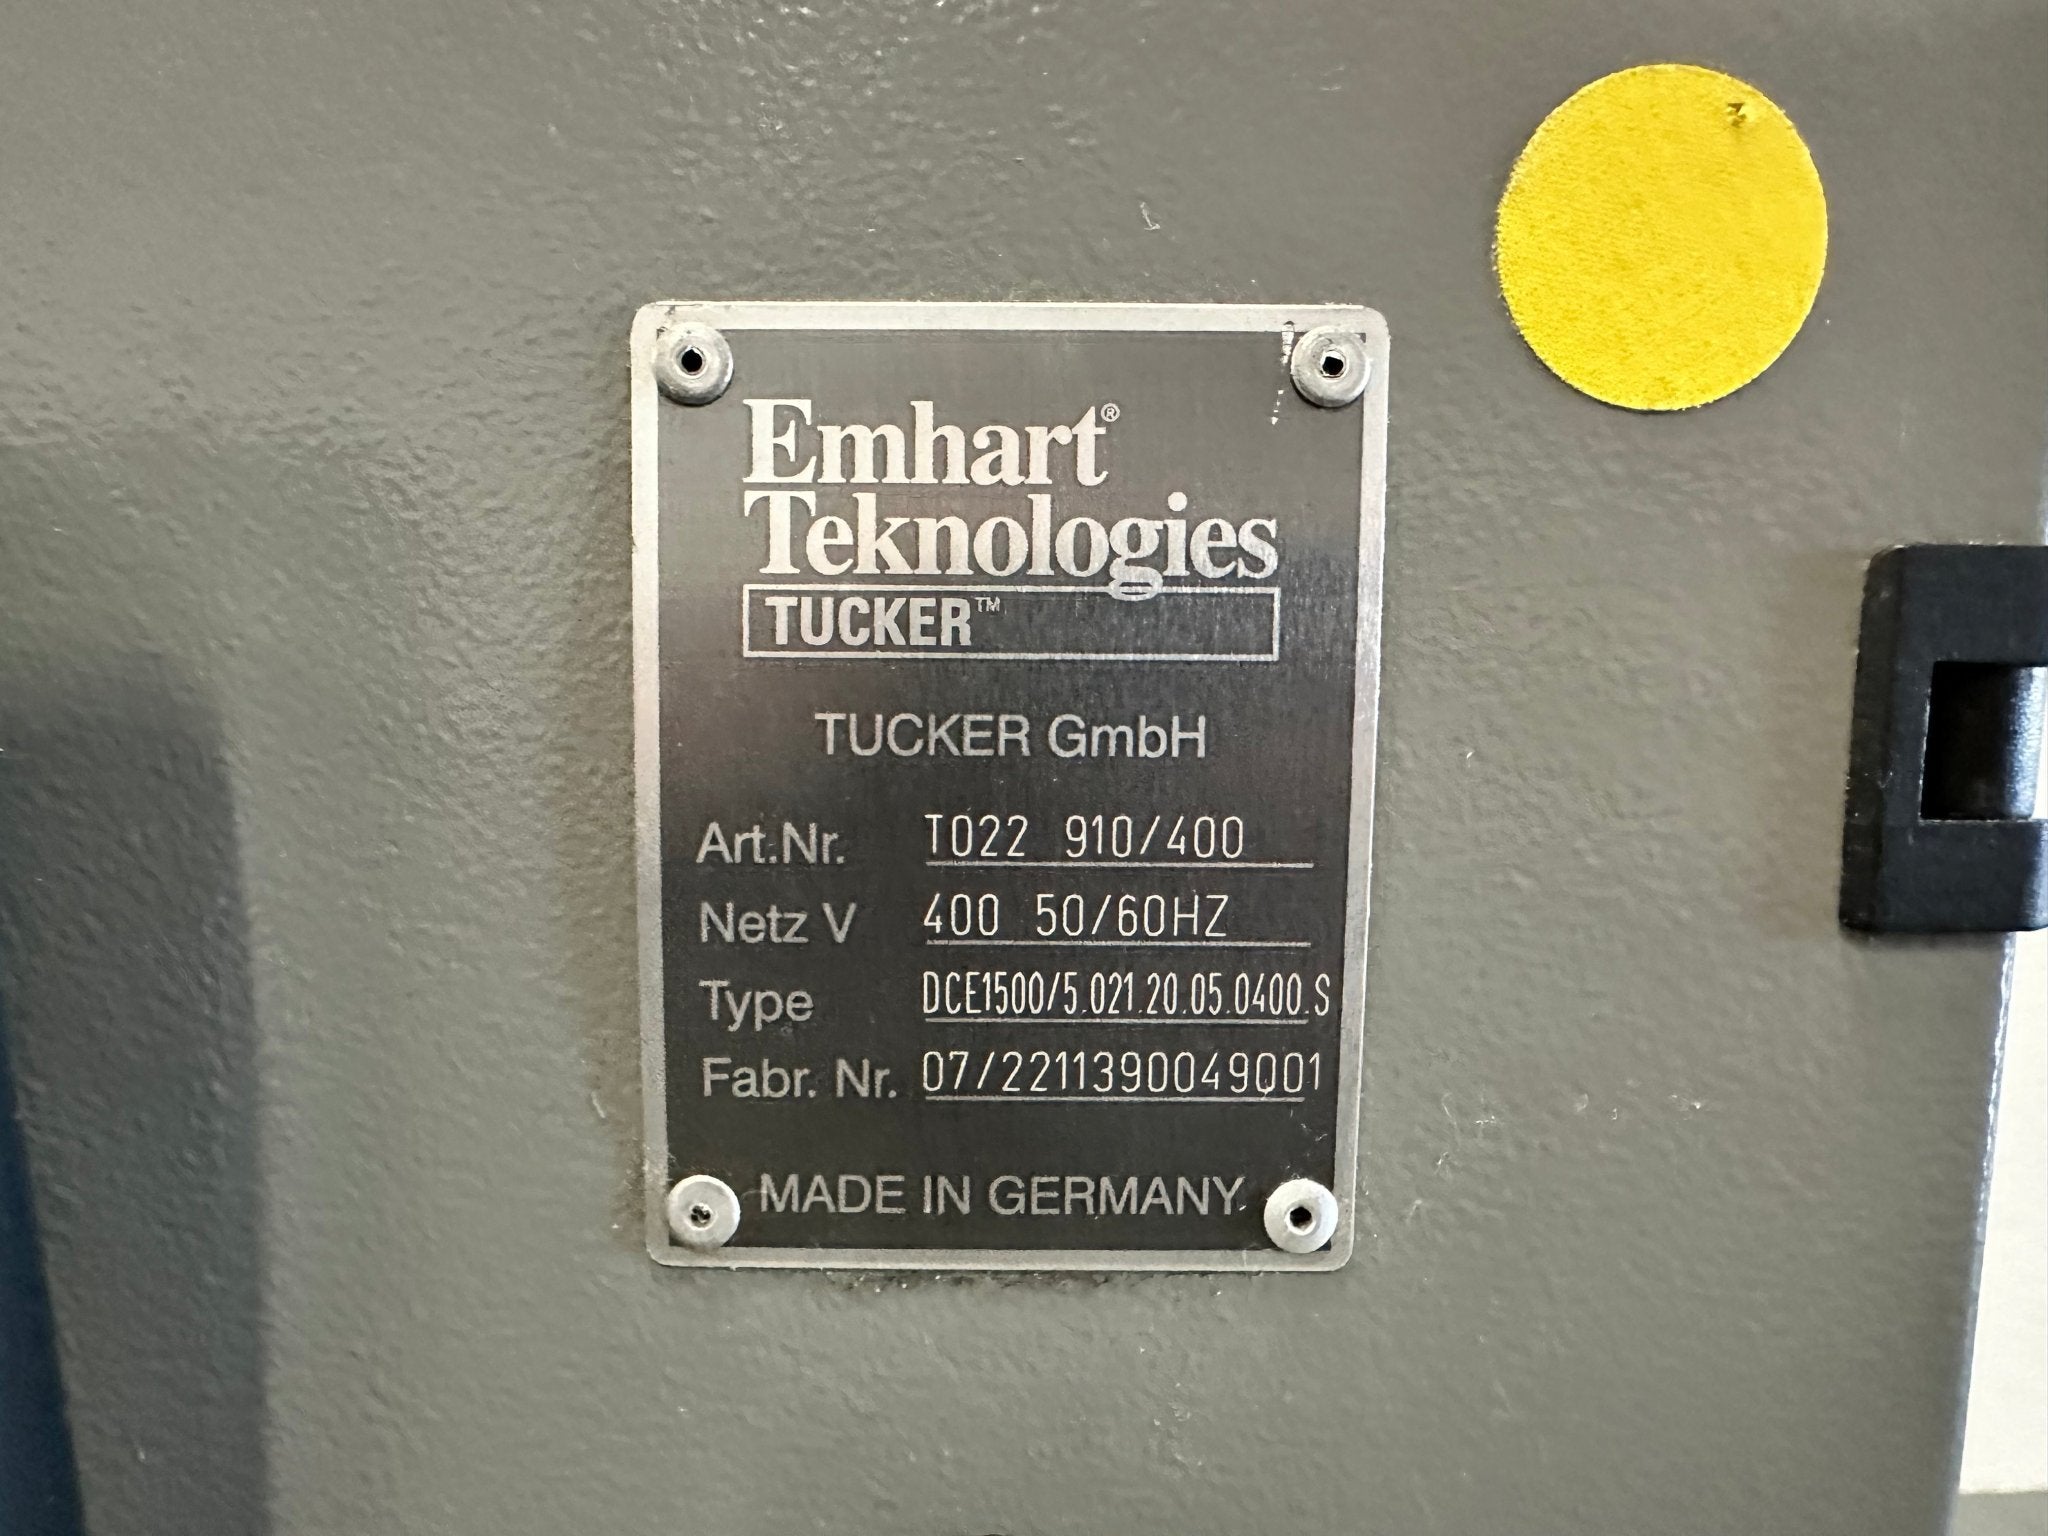 Emhart®
Teknologies
TUCKER™
TUCKER GmbH
Art.Nr. T022 910/400
Netz V 400 50/60HZ
Type DCE1500/5.021.20.05.0400.S
Fabr. Nr. 07/2211390049001
MADE IN GERMANY